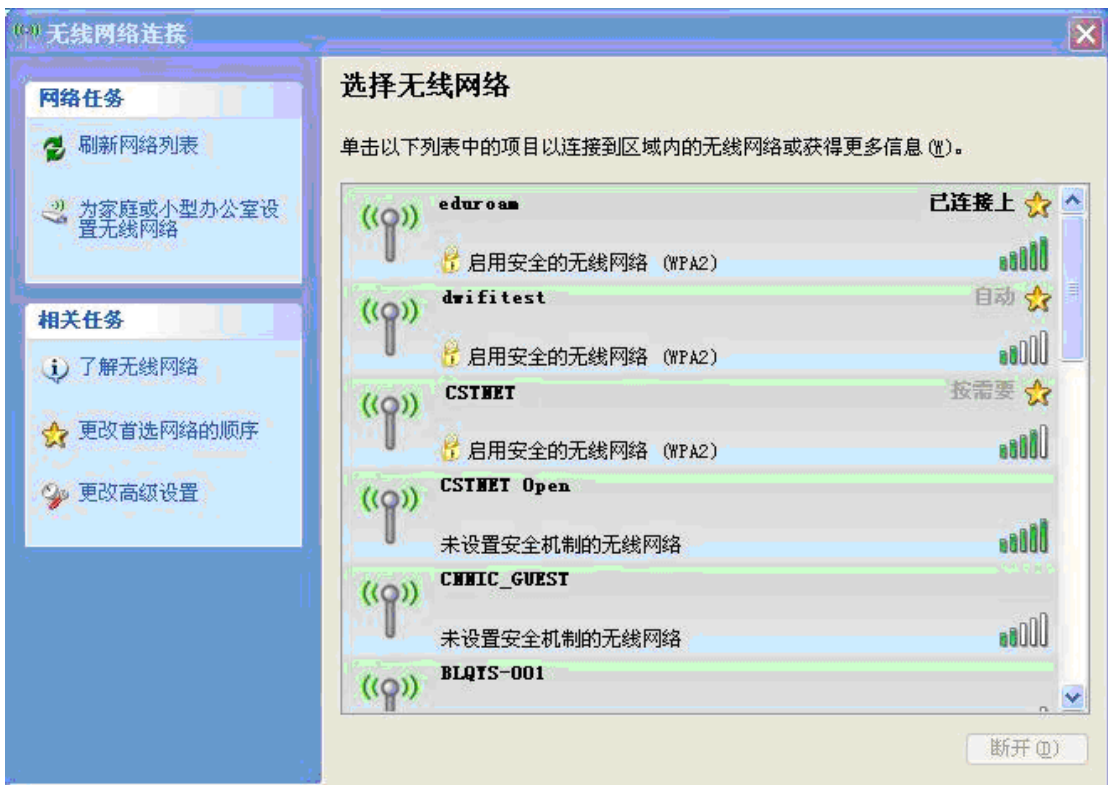 无线网络连接
网络任务
刷新网络列表
为家庭或小型办公室设
置无线网络
相关任务
了解无线网络
更改首选网络的顺序
更改高级设置
选择无线网络
单击以下列表中的项目以连接到区域内的无线网络或获得更多信息(W)。
eduroam 已连接上
启用安全的无线网络 (WPA2)
dwifitest 自动
启用安全的无线网络 (WPA2)
CSTNET 按需要
启用安全的无线网络 (WPA2)
CSTNET Open
未设置安全机制的无线网络
CNNIC_GUEST
未设置安全机制的无线网络
BLQYS-001
断开(D)